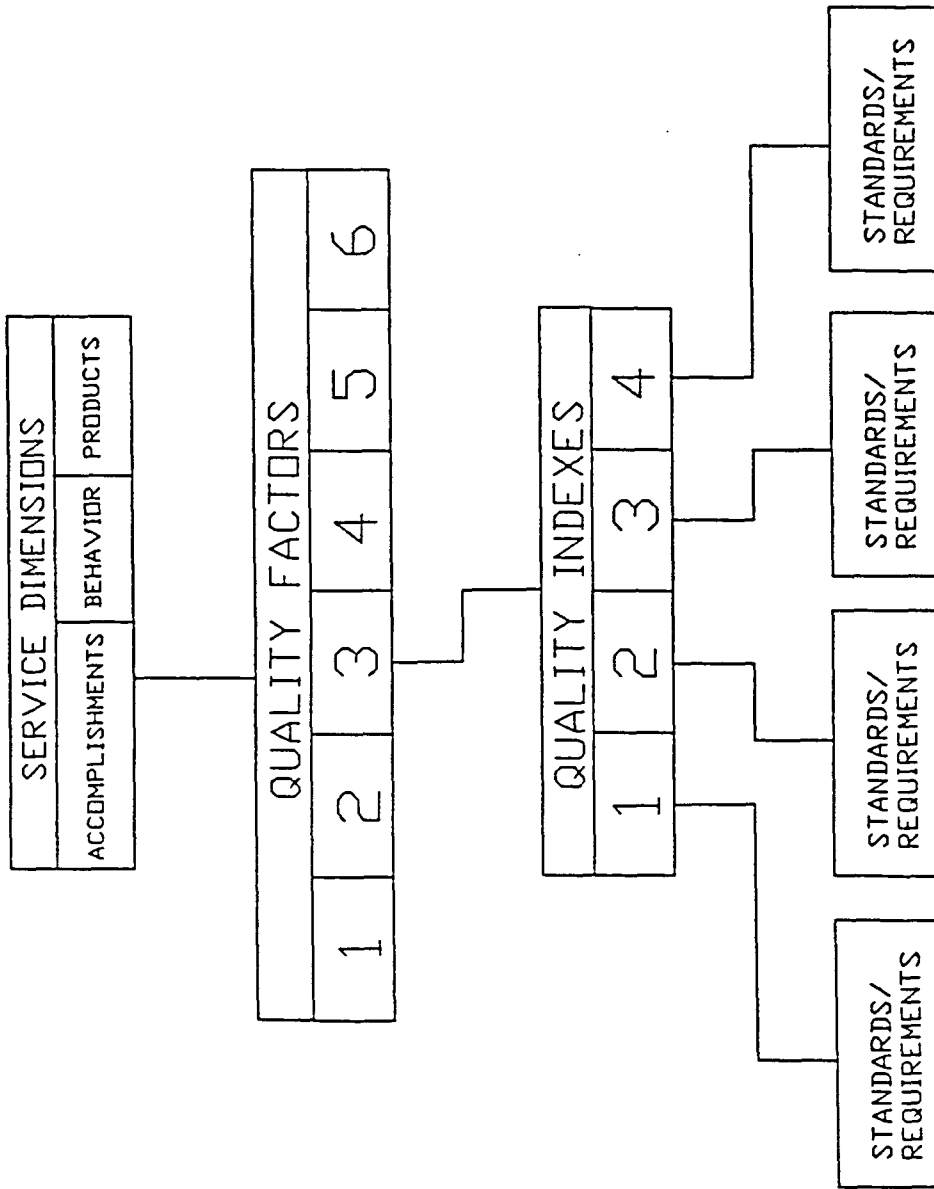 SERVICE DIMENSIONS
ACCOMPLISHMENTS BEHAVIOR PRODUCTS
QUALITY FACTORS
1 2 3 4 5 6
QUALITY INDEXES
1 2 3 4
STANDARDS/
REQUIREMENTS
STANDARDS/
REQUIREMENTS
STANDARDS/
REQUIREMENTS
STANDARDS/
REQUIREMENTS